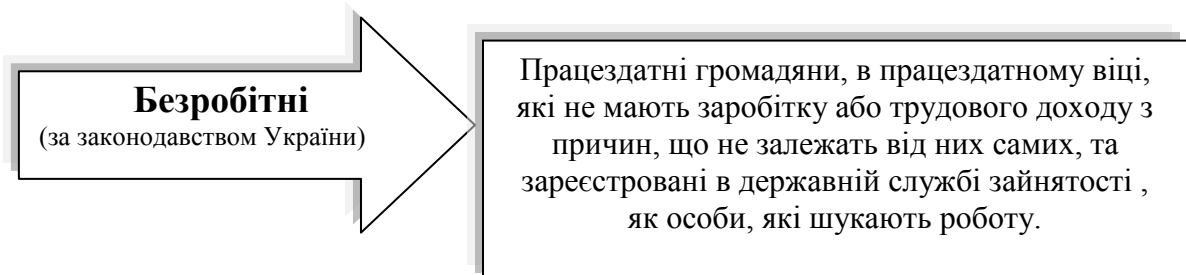 Безробітні
(за законодавством України)
Працездатні громадяни, в працездатному віці,
які не мають заробітку або трудового доходу з
причин, що не залежать від них самих, та
зареєстровані в державній службі зайнятості ,
як особи, які шукають роботу.